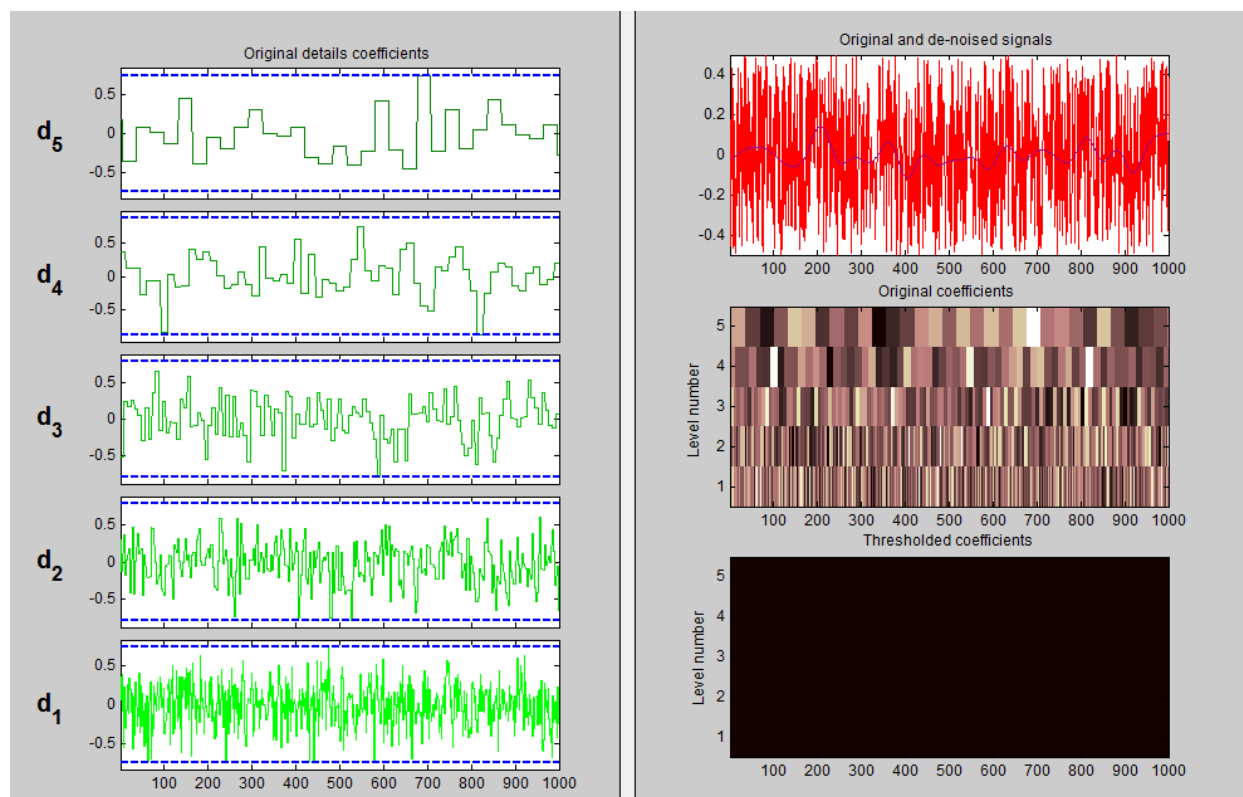 Original details coefficients
d5
0.5
0
-0.5
d4
0.5
0
-0.5
d3
0.5
0
-0.5
d2
0.5
0
-0.5
d1
0.5
0
-0.5
100 200 300 400 500 600 700 800 900 1000
Original and de-noised signals
0.4
0.2
0
-0.2
-0.4
100 200 300 400 500 600 700 800 900 1000
Original coefficients
Level number
5
4
3
2
1
100 200 300 400 500 600 700 800 900 1000
Thresholded coefficients
Level number
5
4
3
2
1
100 200 300 400 500 600 700 800 900 1000